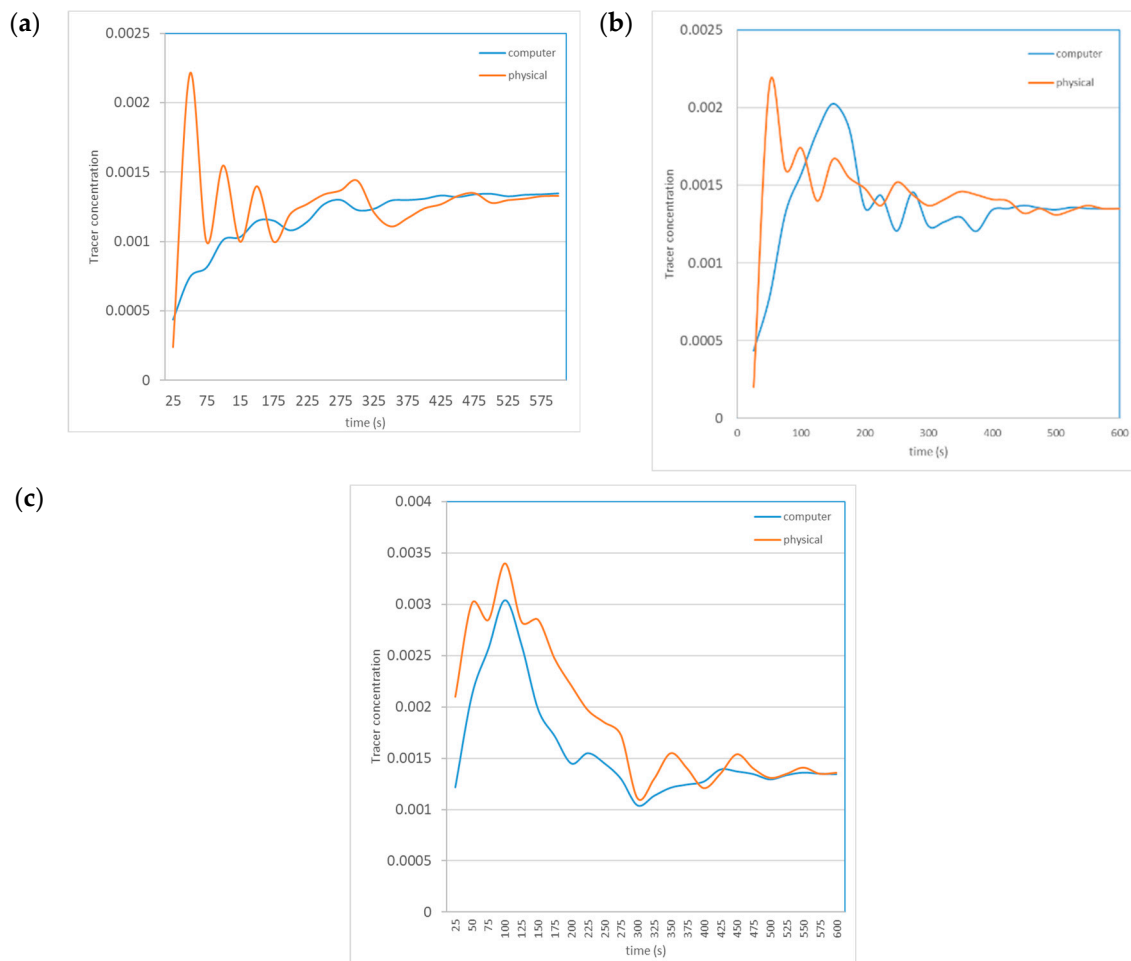 (a)
0.0025
0.002
0.0015
0.001
0.0005
0
Tracer concentration
computer
physical
25 75 15 175 225 275 325 375 425 475 525 575
time (s)
(b)
0.0025
0.002
0.0015
0.001
0.0005
0
Tracer concentration
computer
physical
0 100 200 300 400 500 600
time (s)
(c)
0.004
0.0035
0.003
0.0025
0.002
0.0015
0.001
0.0005
0
Tracer concentration
computer
physical
25 50 75 100 125 150 175 200 225 250 275 300 325 350 375 400 425 450 475 500 525 550 575 600
time (s)